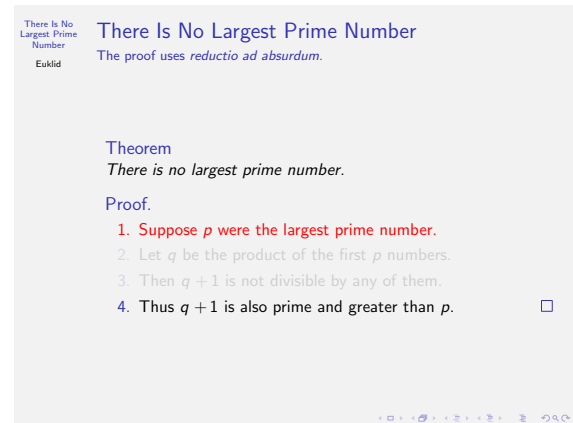 There Is No
Largest Prime
Number
Euklid
There Is No Largest Prime Number
The proof uses reductio ad absurdum.
Theorem
There is no largest prime number.
Proof.
1. Suppose p were the largest prime number.
2. Let q be the product of the first p numbers.
3. Then q + 1 is not divisible by any of them.
4. Thus q + 1 is also prime and greater than p.